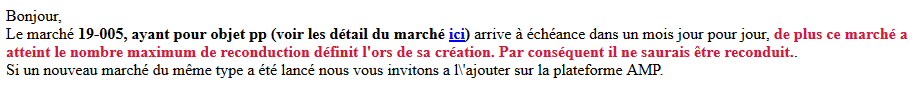 Bonjour,
Le marché 19-005, ayant pour objet pp (voir les détail du marché ici) arrive à échéance dans un mois jour pour jour, de plus ce marché a
atteint le nombre maximum de reconduction définit l'ors de sa création. Par conséquent il ne saurais être reconduit..
Si un nouveau marché du même type a été lancé nous vous invitons a l\'ajouter sur la plateforme AMP.